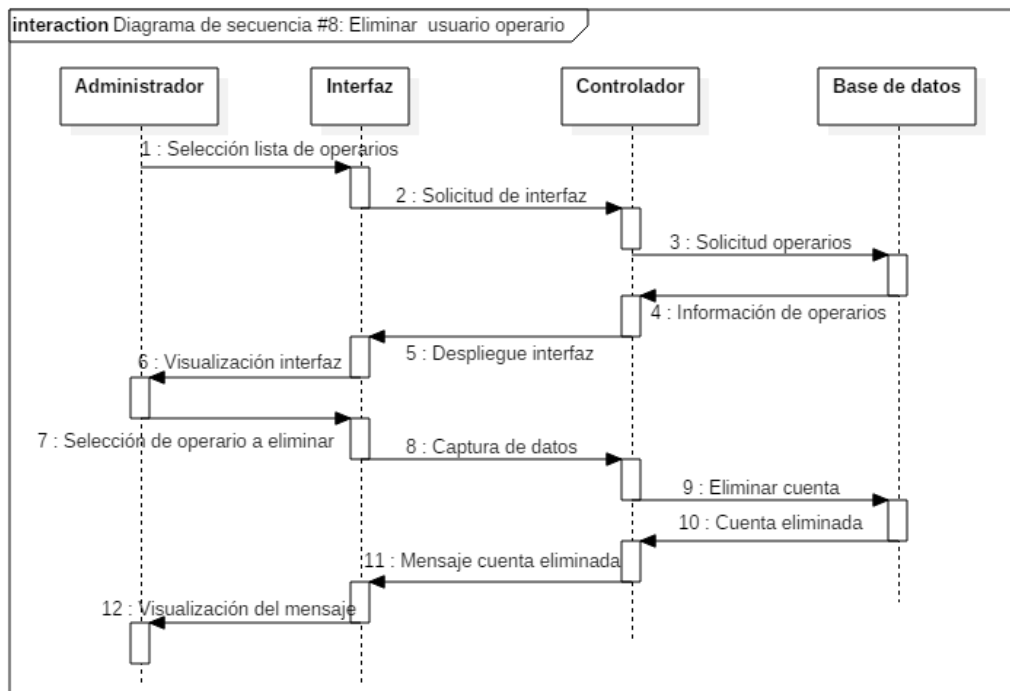 interaction Diagrama de secuencia #8: Eliminar usuario operario
Administrador
Interfaz
Controlador
Base de datos
1 : Selección lista de operarios
2 : Solicitud de interfaz
3 : Solicitud operarios
4 : Información de operarios
5 : Despliegue interfaz
6 : Visualización interfaz
7 : Selección de operario a eliminar
8 : Captura de datos
9 : Eliminar cuenta
10 : Cuenta eliminada
11 : Mensaje cuenta eliminada
12 : Visualización del mensaje